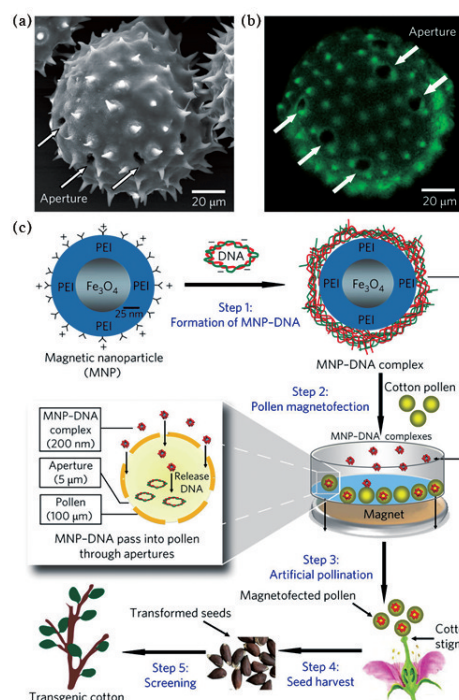 (a)
Aperture
20 μm
(b)
Aperture
20 μm
(c)
PEI
PEI
PEI
PEI
Fe3O4
25 nm
Magnetic nanoparticle
(MNP)
DNA
Step 1:
Formation of MNP–DNA
PEI
PEI
PEI
PEI
Fe3O4
MNP–DNA complex
Step 2:
Pollen magnetofection
Cotton pollen
MNP–DNA complexes
Magnet
MNP–DNA
complex
(200 nm)
Aperture
(5 μm)
Pollen
(100 μm)
Release
DNA
MNP–DNA pass into pollen
through apertures
Step 3:
Artificial pollination
Magnetofected pollen
Cotto
stign
Step 4:
Seed harvest
Transformed seeds
Step 5:
Screening
Transgenic cotton